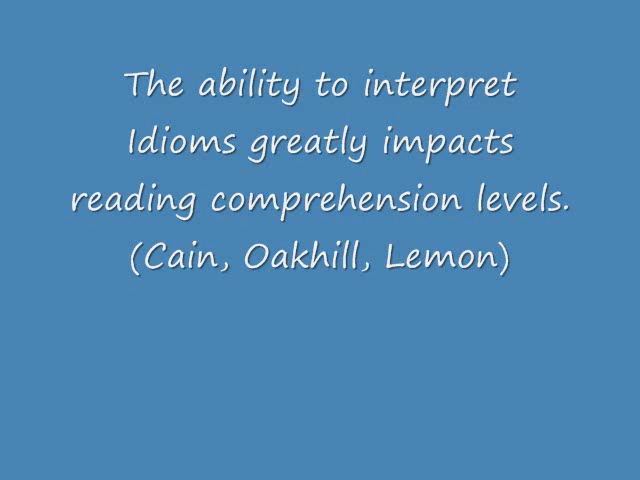 The ability to interpret
Idioms greatly impacts
reading comprehension levels.
(Cain, Oakhill, Lemon)